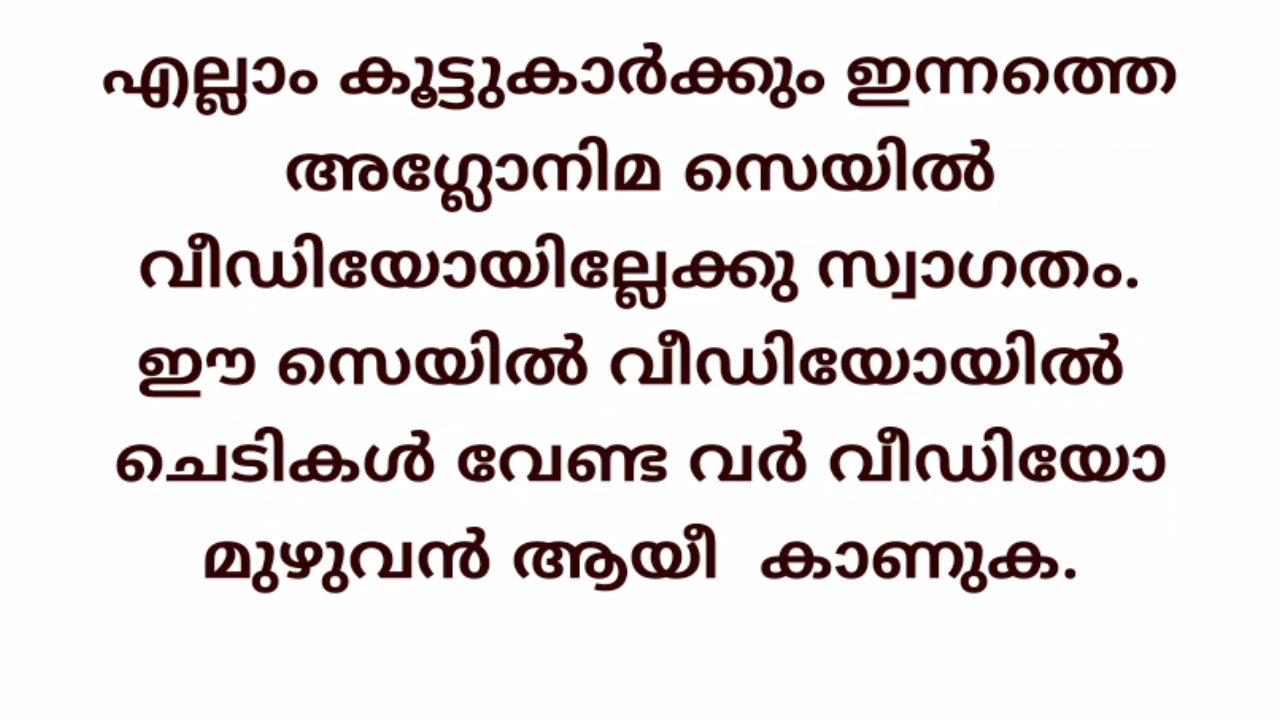 എല്ലാം കൂട്ടുകാർക്കും ഇന്നത്തെ
അഗ്ലോനിമ സെയിൽ
വീഡിയോയില്ലേക്കു സ്വാഗതം.
ഈ സെയിൽ വീഡിയോയിൽ
ചെടികൾ വേണ്ട വർ വീഡിയോ
മുഴുവൻ ആയീ കാണുക.